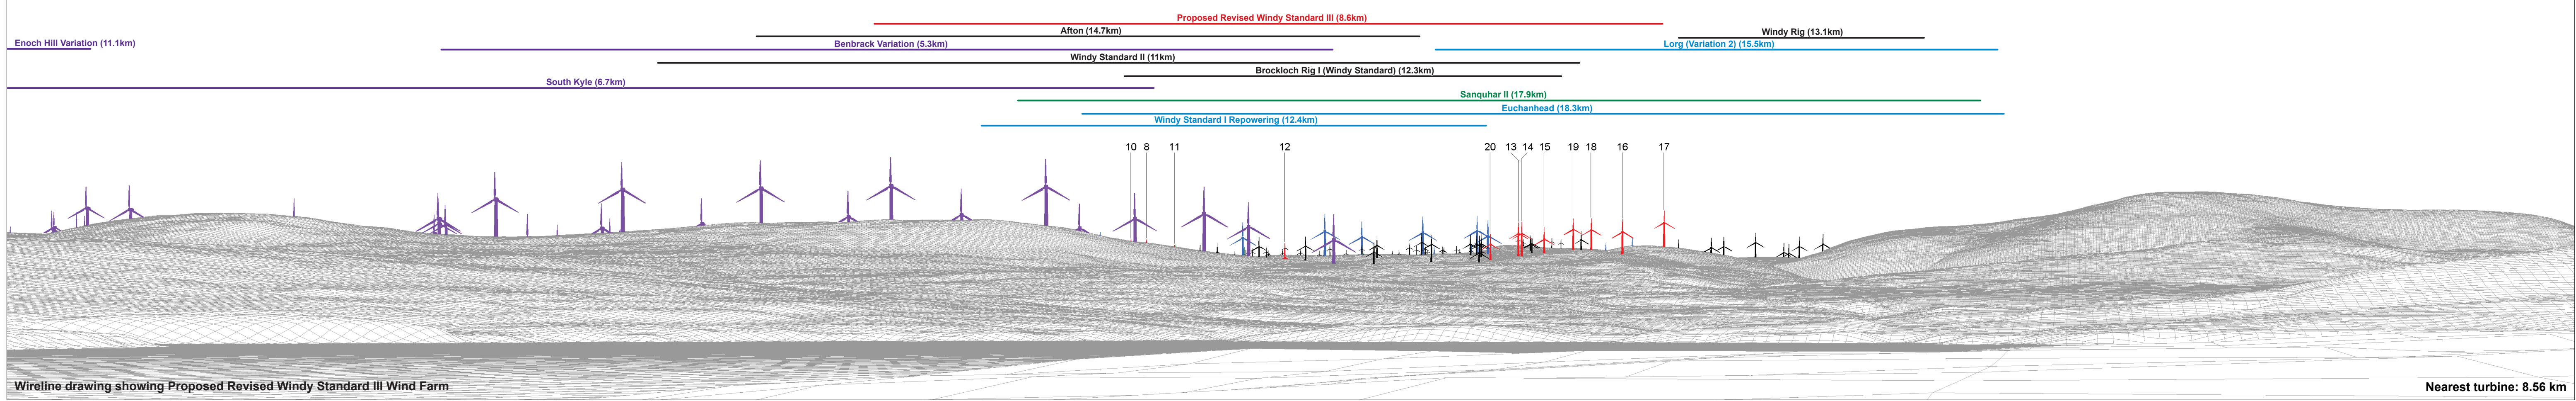 Proposed Revised Windy Standard III (8.6km)
Afton (14.7km)
Windy Rig (13.1km)
Enoch Hill Variation (11.1km)
Benbrack Variation (5.3km)
Lorg (Variation 2) (15.5km)
Windy Standard II (11km)
Brockloch Rig I (Windy Standard) (12.3km)
South Kyle (6.7km)
Sanquhar II (17.9km)
Euchanhead (18.3km)
Windy Standard I Repowering (12.4km)
10 8 11 12 20 13 14 15 19 18 16 17
Wireline drawing showing Proposed Revised Windy Standard III Wind Farm
Nearest turbine: 8.56 km